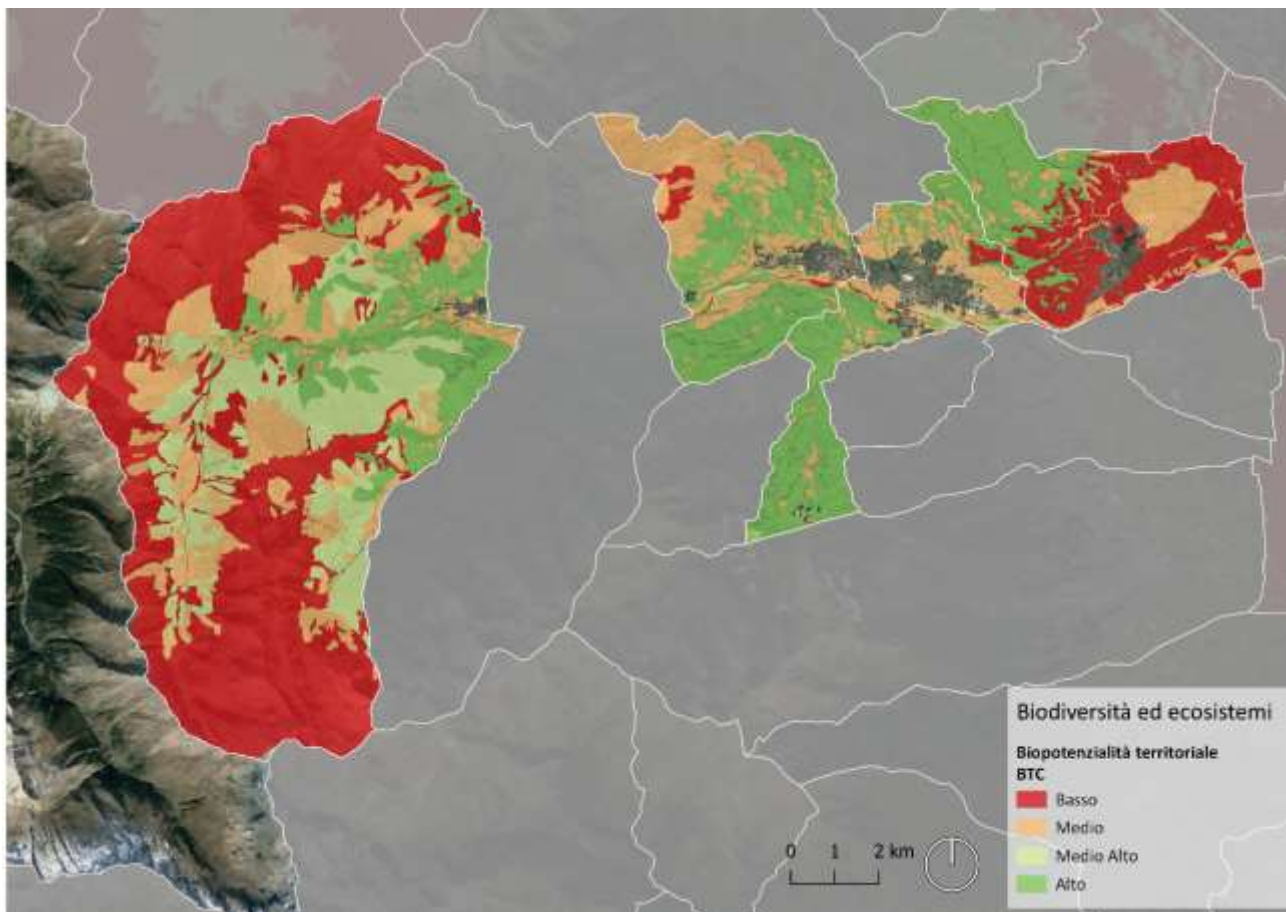 Biodiversità ed ecosistemi
Biopotenzialità territoriale
BTC
Basso
Medio
Medio Alto
Alto
0 1 2 km